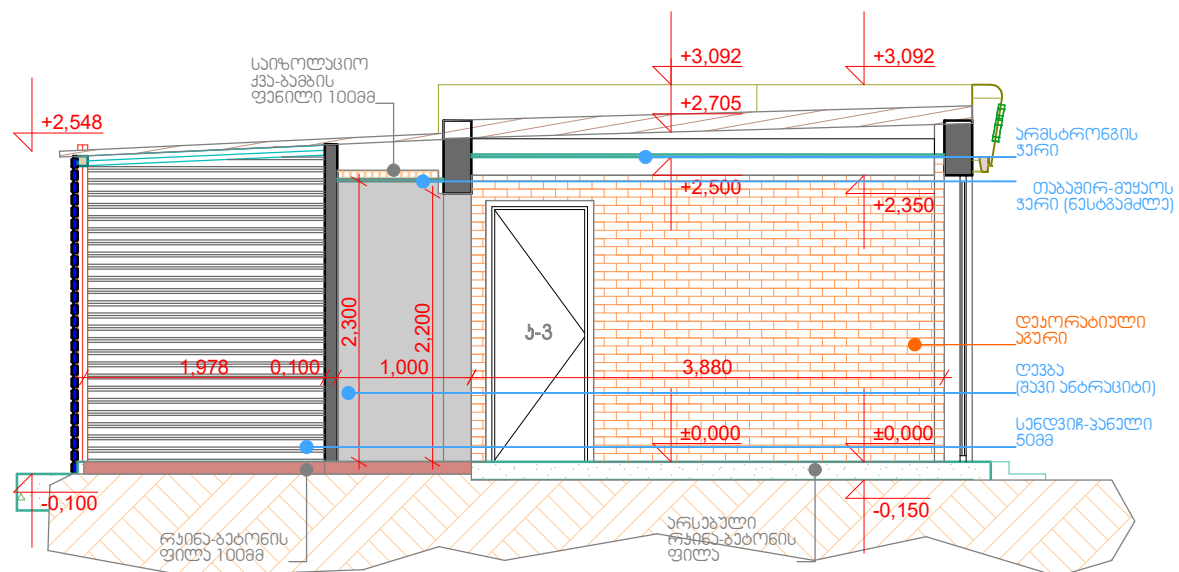 საიზოლაციო
ქვა-ბამბის
ფენილი 100მმ
+3,092
+3,092
+2,705
+2,548
არმსტრონგის
ჭერი
თაბაშირ-მუყაოს
ჭერი (ნესტგამძლე)
+2,500
+2,350
2,300
2,200
კ-3
დეკორატიული
აგური
1,978
0,100
1,000
3,880
ღებვა
(შავი ანტრაციტი)
სენდვიჩ-პანელი
50მმ
±0,000
±0,000
-0,100
-0,150
რკინა-ბეტონის
ფილა 100მმ
არსებული
რკინა-ბეტონის
ფილა